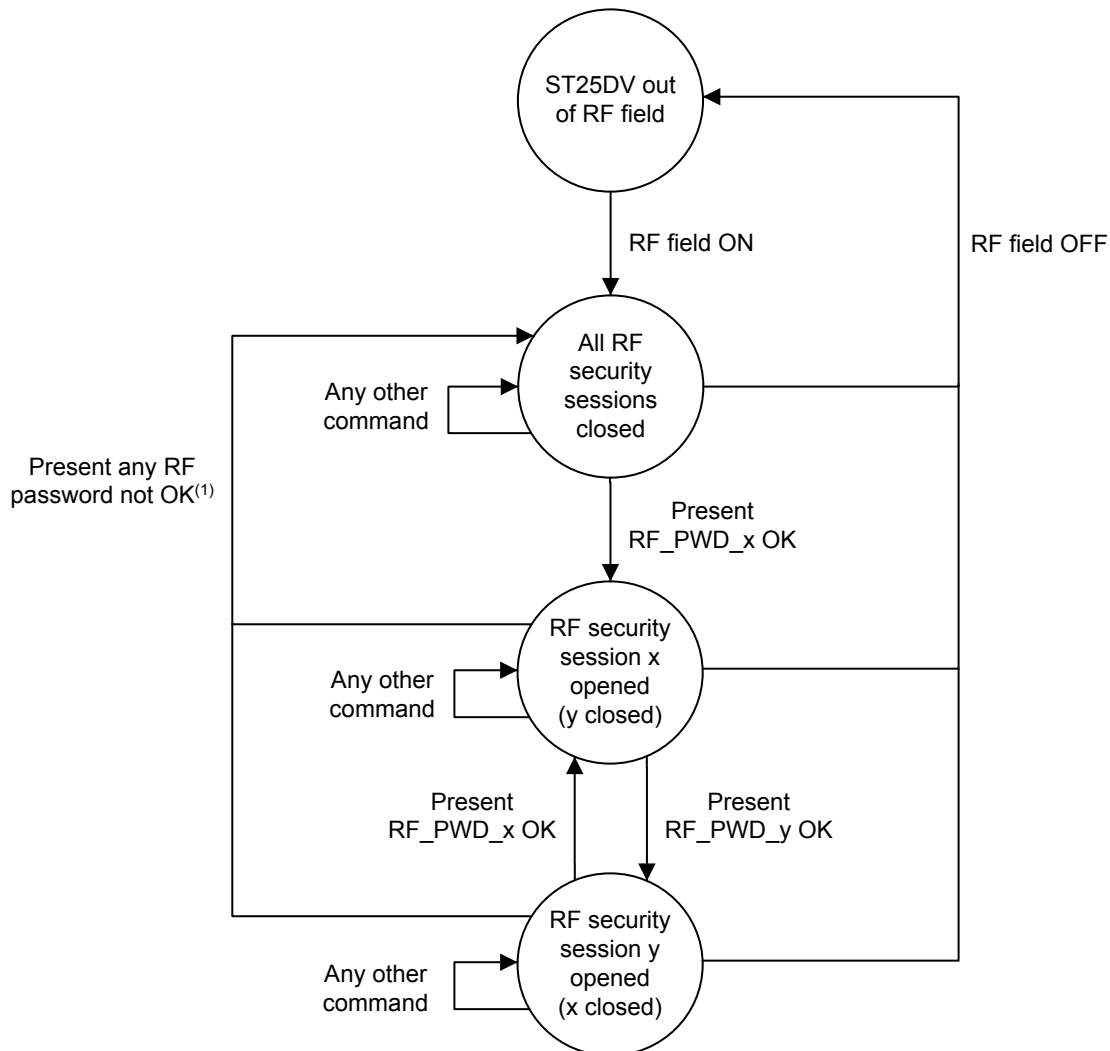 ST25DV out
of RF field
RF field ON
RF field OFF
All RF
security
sessions
closed
Any other
command
Present any RF
password not OK(1)
Present
RF_PWD_x OK
RF security
session x
opened
(y closed)
Any other
command
Present
RF_PWD_x OK
Present
RF_PWD_y OK
RF security
session y
opened
(x closed)
Any other
command